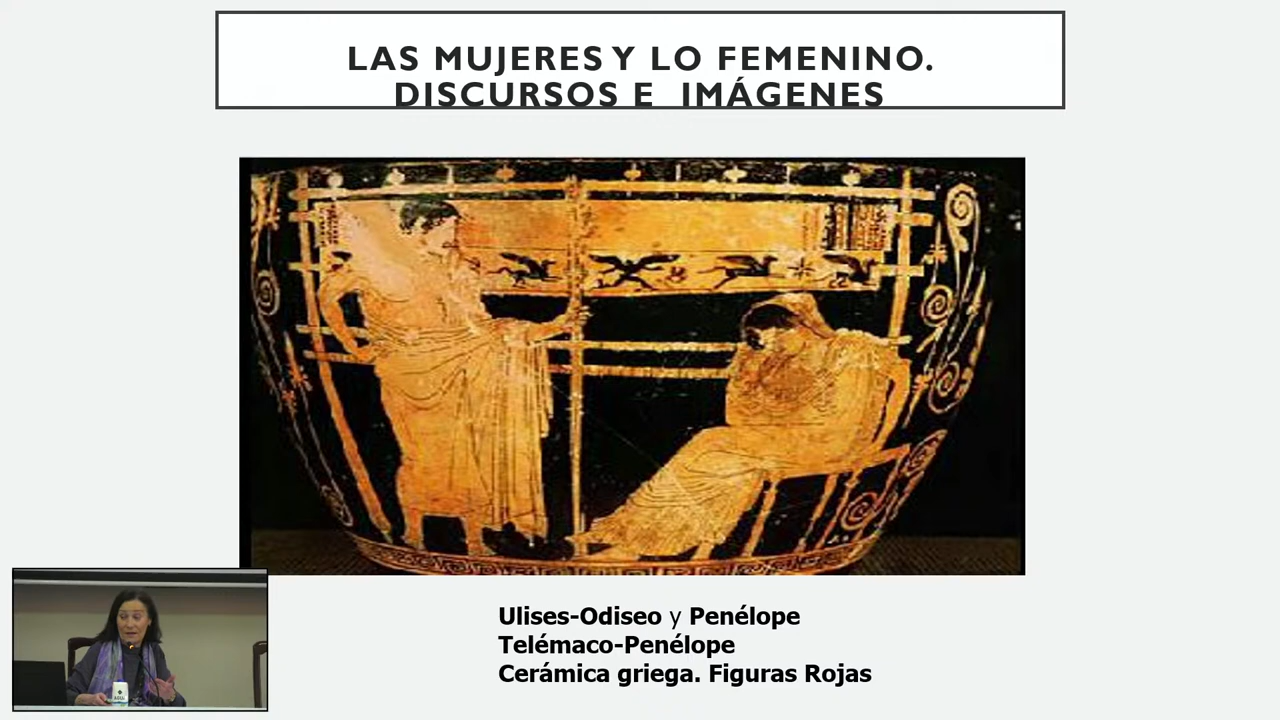 LAS MUJERES Y LO FEMENINO.
DISCURSOS E IMÁGENES
Ulises-Odiseo y Penélope
Telémaco-Penélope
Cerámica griega. Figuras Rojas